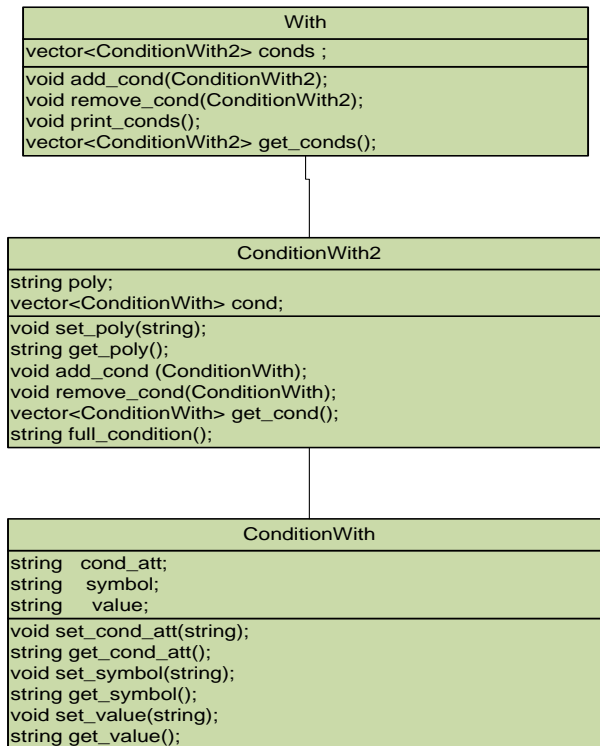 With
vector<ConditionWith2> conds ;
void add_cond(ConditionWith2);
void remove_cond(ConditionWith2);
void print_conds();
vector<ConditionWith2> get_conds();
ConditionWith2
string poly;
vector<ConditionWith> cond;
void set_poly(string);
string get_poly();
void add_cond (ConditionWith);
void remove_cond(ConditionWith);
vector<ConditionWith> get_cond();
string full_condition();
ConditionWith
string   cond_att;
string    symbol;
string     value;
void set_cond_att(string);
string get_cond_att();
void set_symbol(string);
string get_symbol();
void set_value(string);
string get_value();